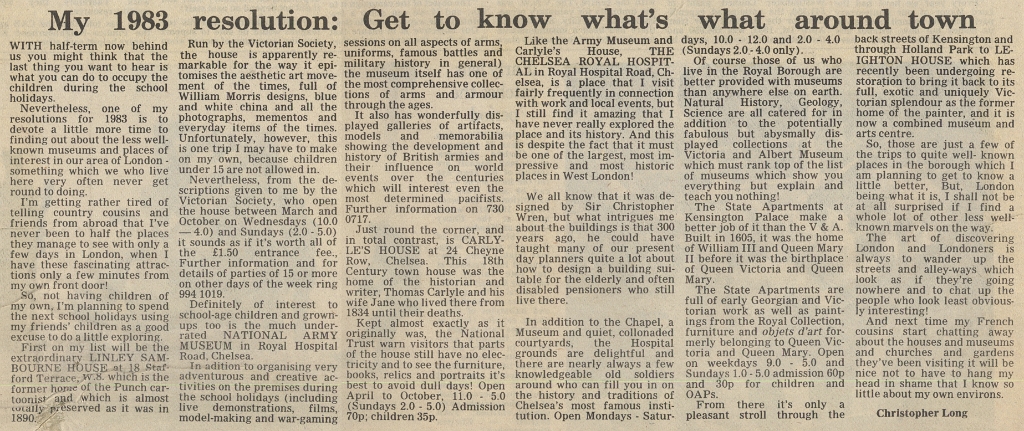 My 1983 resolution: Get to know what's what around town
WITH half-term now behind
us you might think that the
last thing you want to hear is
what you can do to occupy the
children during the school
holidays.
Nevertheless, one of my
resolutions for 1983 is to
devote a little more time to
finding out about the less well-
known museums and places of
interest in our area of London -
something which we who live
here very often never get
round to doing.
I'm getting rather tired of
telling country cousins and
friends from abroad that I've
never been to half the places
they manage to see with only a
few days in London, when I
have these fascinating attrac-
tions only a few minutes from
my own front door!
So, not having children of
my own, I'm planning to spend
the next school holidays using
my friends' children as a good
excuse to do a little exploring.
First on my list will be the
extraordinary LINLEY SAM-
BOURNE HOUSE at 18 Staf-
ford Terrace, W.8. which is the
former home of the Punch car-
toonist and which is almost
totally preserved as it was in
1890.
Run by the Victorian Society,
the house is apparently re-
markable for the way it epi-
tomises the aesthetic art move-
ment of the times, full of
William Morris designs, blue
and white china and all the
photographs, mementos and
everyday items of the times.
Unfortunately, however, this
is one trip I may have to make
on my own, because children
under 15 are not allowed in.
Nevertheless, from the de-
scriptions given to me by the
Victorian Society, who open
the house between March and
October on Wednesdays (10.0
— 4.0) and Sundays (2.0 - 5.0)
it sounds as if it's worth all of
the £1.50 entrance fee.
Further information and for
details of parties of 15 or more
on other days of the week ring
994 1019.
Definitely of interest to
school-age children and grown-
ups too is the much under-
rated NATIONAL ARMY
MUSEUM in Royal Hospital
Road, Chelsea.
In adition to organising very
adventurous and creative ac-
tivities on the premises during
the school holidays (including
live demonstrations, films,
model-making and war-gaming
sessions on all aspects of arms,
uniforms, famous battles and
military history in general)
the museum itself has one of
the most comprehensive collec-
tions of arms and armour
through the ages.
It also has wonderfully dis-
played galleries of artifacts,
models and memorabilia
showing the development and
history of British armies and
their influence on world
events over the centuries
which will interest even the
most determined pacifists.
Further information on 730
0717.
Just round the corner, and
in total contrast, is CARLY-
LE'S HOUSE at 24 Cheyne
Row, Chelsea. This 18th
Century town house was the
home of the historian and
writer, Thomas Carlyle and his
wife Jane who lived there from
1834 until their deaths.
Kept almost exactly as it
originally was, the National
Trust warn visitors that parts
of the house still have no elec-
tricity and to see the furniture,
books, relics and portraits it's
best to avoid dull days! Open
April to October, 11.0 - 5.0
(Sundays 2.0 - 5.0) Admission
70p; children 35p.
Like the Army Museum and
Carlyle's House, THE
CHELSEA ROYAL HOSPIT-
AL in Royal Hospital Road, Ch-
elsea, is a place that I visit
fairly frequently in connection
with work and local events, but
I still find it amazing that I
have never really explored the
place and its history. And this
is despite the fact that it must
be one of the largest, most im-
pressive and most historic
places in West London!
We all know that it was de-
signed by Sir Christopher
Wren, but what intrigues me
about the buildings is that 300
years ago, he could have
taught many of our present
day planners quite a lot about
how to design a building sui-
table for the elderly and often
disabled pensioners who still
live there.
In addition to the Chapel, a
Museum and quiet, collonaded
courtyards, the Hospital
grounds are delightful and
there are nearly always a few
knowledgeable old soldiers
around who can fill you in on
the history and traditions of
Chelsea's most famous insti-
tution. Open Mondays - Satur-
days, 10.0 - 12.0 and 2.0 - 4.0
(Sundays 2.0 - 4.0 only).
Of course those of us who
live in the Royal Borough are
better provided with museums
than anywhere else on earth.
Natural History, Geology,
Science are all catered for in
addition to the potentially
fabulous but abysmally dis-
played collections at the
Victoria and Albert Museum
which must rank top of the list
of museums which show you
everything but explain and
teach you nothing!
The State Apartments at
Kensington Palace make a
better job of it than the V & A.
Built in 1605, it was the home
of William III and Queen Mary
II before it was the birthplace
of Queen Victoria and Queen
Mary.
The State Apartments are
full of early Georgian and Vic-
torian work as well as paint-
ings from the Royal Collection,
furniture and objets d'art for-
merly belonging to Queen Vic-
toria and Queen Mary. Open
on weekdays 9.0 - 5.0 and
Sundays 1.0 - 5.0 admission 60p
and 30p for children and
OAPs.
From there it's only a
pleasant stroll through the
back streets of Kensington and
through Holland Park to LE-
IGHTON HOUSE which has
recently been undergoing re-
storation to bring it back to its
full, exotic and uniquely Vic-
torian splendour as the former
home of the painter, and it is
now a combined museum and
arts centre.
So, those are just a few of
the trips to quite well- known
places in the borough which I
am planning to get to know a
little better, But, London
being what it is, I shall not be
at all surprised if I find a
whole lot of other less well-
known marvels on the way.
The art of discovering
London and Londoners is
always to wander up the
streets and alley-ways which
look as if they're going
nowhere and to chat up the
people who look least obvious-
ly interesting!
And next time my French
cousins start chatting away
about the houses and museums
and churches and gardens
they've been visiting it will be
nice not to have to hang my
head in shame that I know so
little about my own environs.
Christopher Long